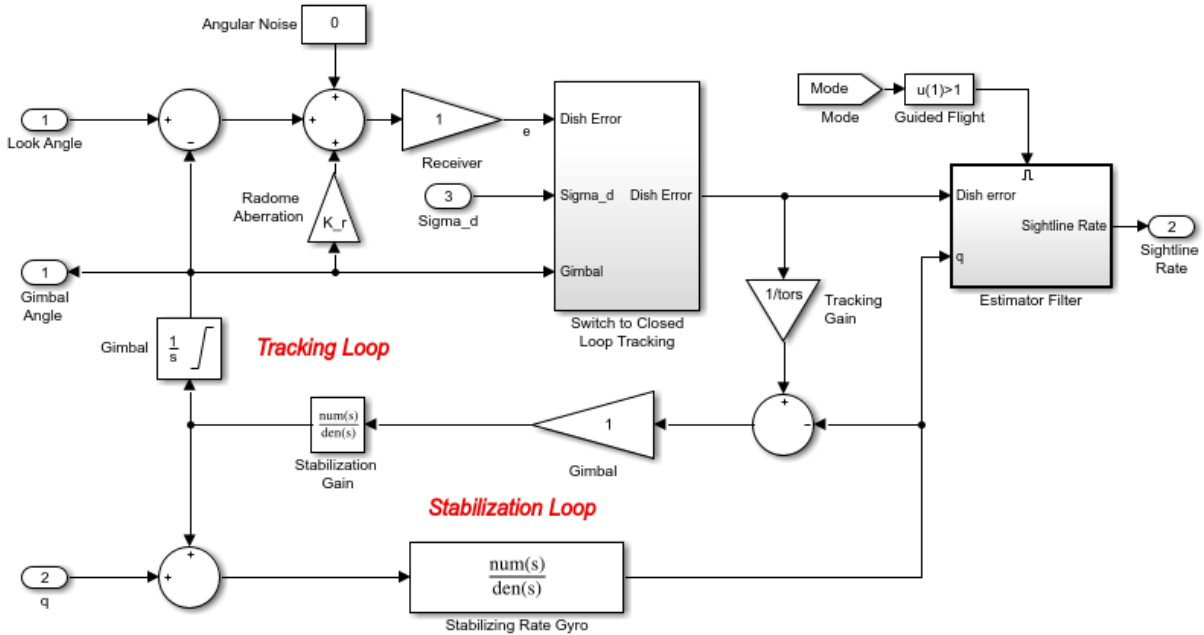 Angular Noise
0
Mode
u(1)>1
Mode
Guided Flight
1
Look Angle
+
−
+
+
+
1
Receiver
e
Dish Error
Sigma_d
Dish Error
Gimbal
Switch to Closed
Loop Tracking
Radome
Aberration
K_r
3
Sigma_d
Dish error
Sightline Rate
q
Estimator Filter
2
Sightline
Rate
1
Gimbal
Angle
1/tors
Tracking
Gain
Gimbal
1
s
Tracking Loop
num(s)
den(s)
Stabilization
Gain
1
Gimbal
+
−
Stabilization Loop
2
q
+
+
num(s)
den(s)
Stabilizing Rate Gyro